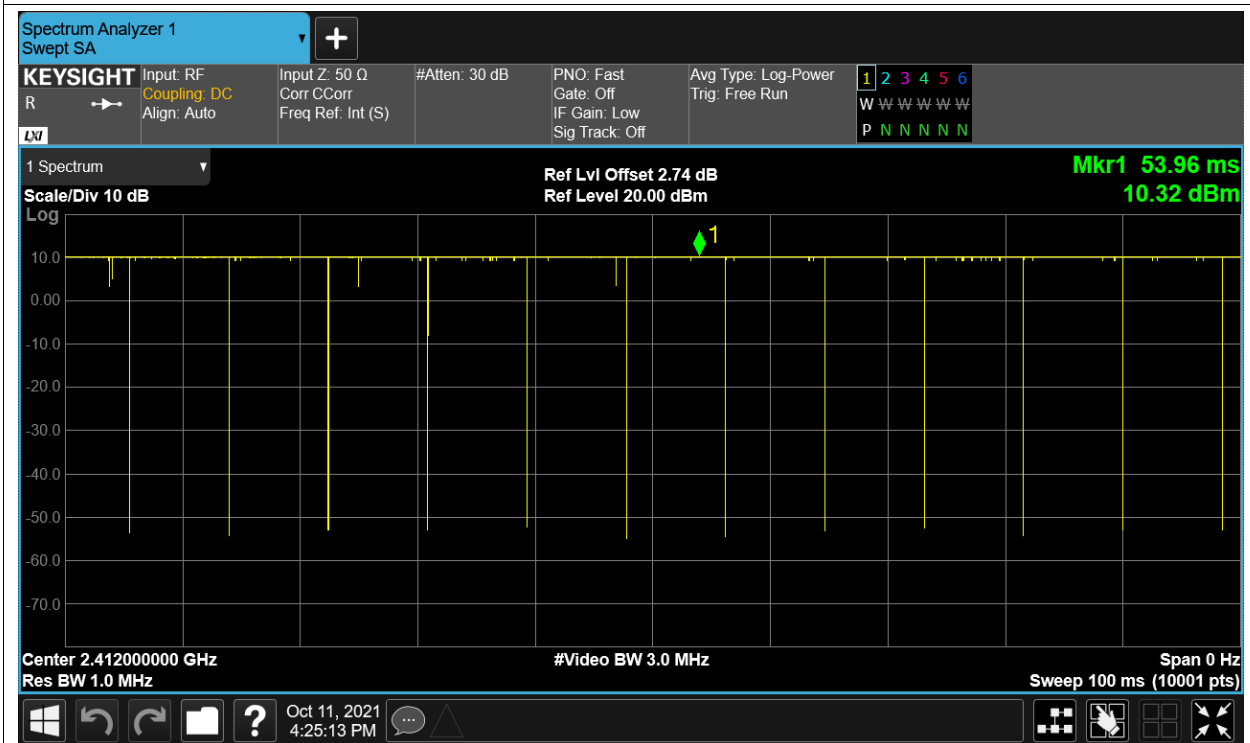 Spectrum Analyzer 1
Swept SA
KEYSIGHT
R
LXI
Input: RF
Coupling: DC
Align: Auto
Input Z: 50 Ω
Corr CCorr
Freq Ref: Int (S)
#Atten: 30 dB
PNO: Fast
Gate: Off
IF Gain: Low
Sig Track: Off
Avg Type: Log-Power
Trig: Free Run
1 2 3 4 5 6
W W W W W W
P N N N N N
1 Spectrum
Scale/Div 10 dB
Log
Ref Lvl Offset 2.74 dB
Ref Level 20.00 dBm
Mkr1 53.96 ms
10.32 dBm
1
10.0
0.00
-10.0
-20.0
-30.0
-40.0
-50.0
-60.0
-70.0
Center 2.412000000 GHz
Res BW 1.0 MHz
#Video BW 3.0 MHz
Span 0 Hz
Sweep 100 ms (10001 pts)
?
Oct 11, 2021
4:25:13 PM